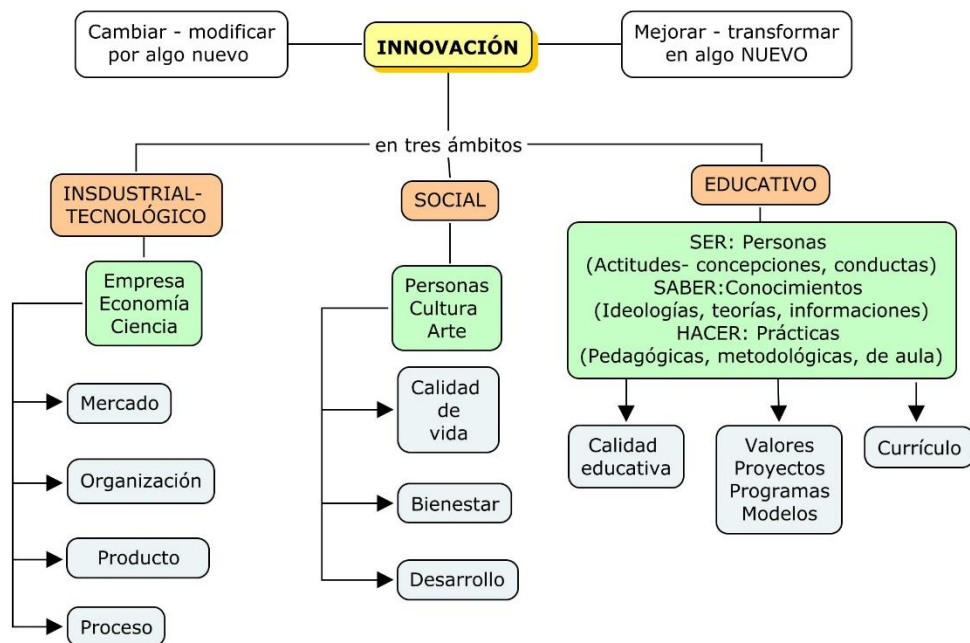 Cambiar - modificar
por algo nuevo
INNOVACIÓN
Mejorar - transformar
en algo NUEVO
en tres ámbitos
INSDUSTRIAL-
TECNOLÓGICO
Empresa
Economía
Ciencia
Mercado
Organización
Producto
Proceso
SOCIAL
Personas
Cultura
Arte
Calidad
de
vida
Bienestar
Desarrollo
EDUCATIVO
SER: Personas
(Actitudes- concepciones, conductas)
SABER:Conocimientos
(Ideologías, teorías, informaciones)
HACER: Prácticas
(Pedagógicas, metodológicas, de aula)
Calidad
educativa
Valores
Proyectos
Programas
Modelos
Currículo